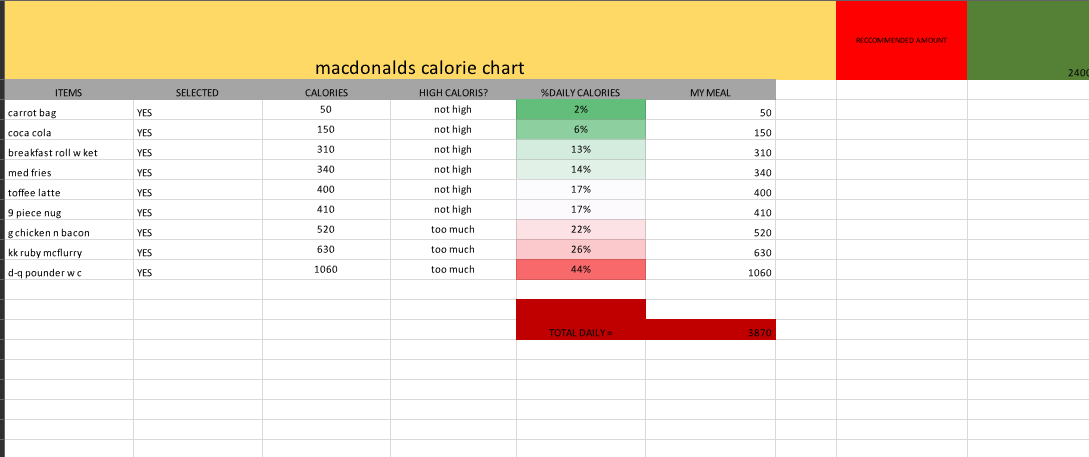 macdonalds calorie chart RECCOMMENDED AMOUNT 2400
ITEMS SELECTED CALORIES HIGH CALORIS? %DAILY CALORIES MY MEAL
carrot bag YES 50 not high 2% 50
coca cola YES 150 not high 6% 150
breakfast roll w ket YES 310 not high 13% 310
med fries YES 340 not high 14% 340
toffee latte YES 400 not high 17% 400
9 piece nug YES 410 not high 17% 410
g chicken n bacon YES 520 too much 22% 520
kk ruby mcflurry YES 630 too much 26% 630
d-q pounder w c YES 1060 too much 44% 1060
TOTAL DAILY = 3870